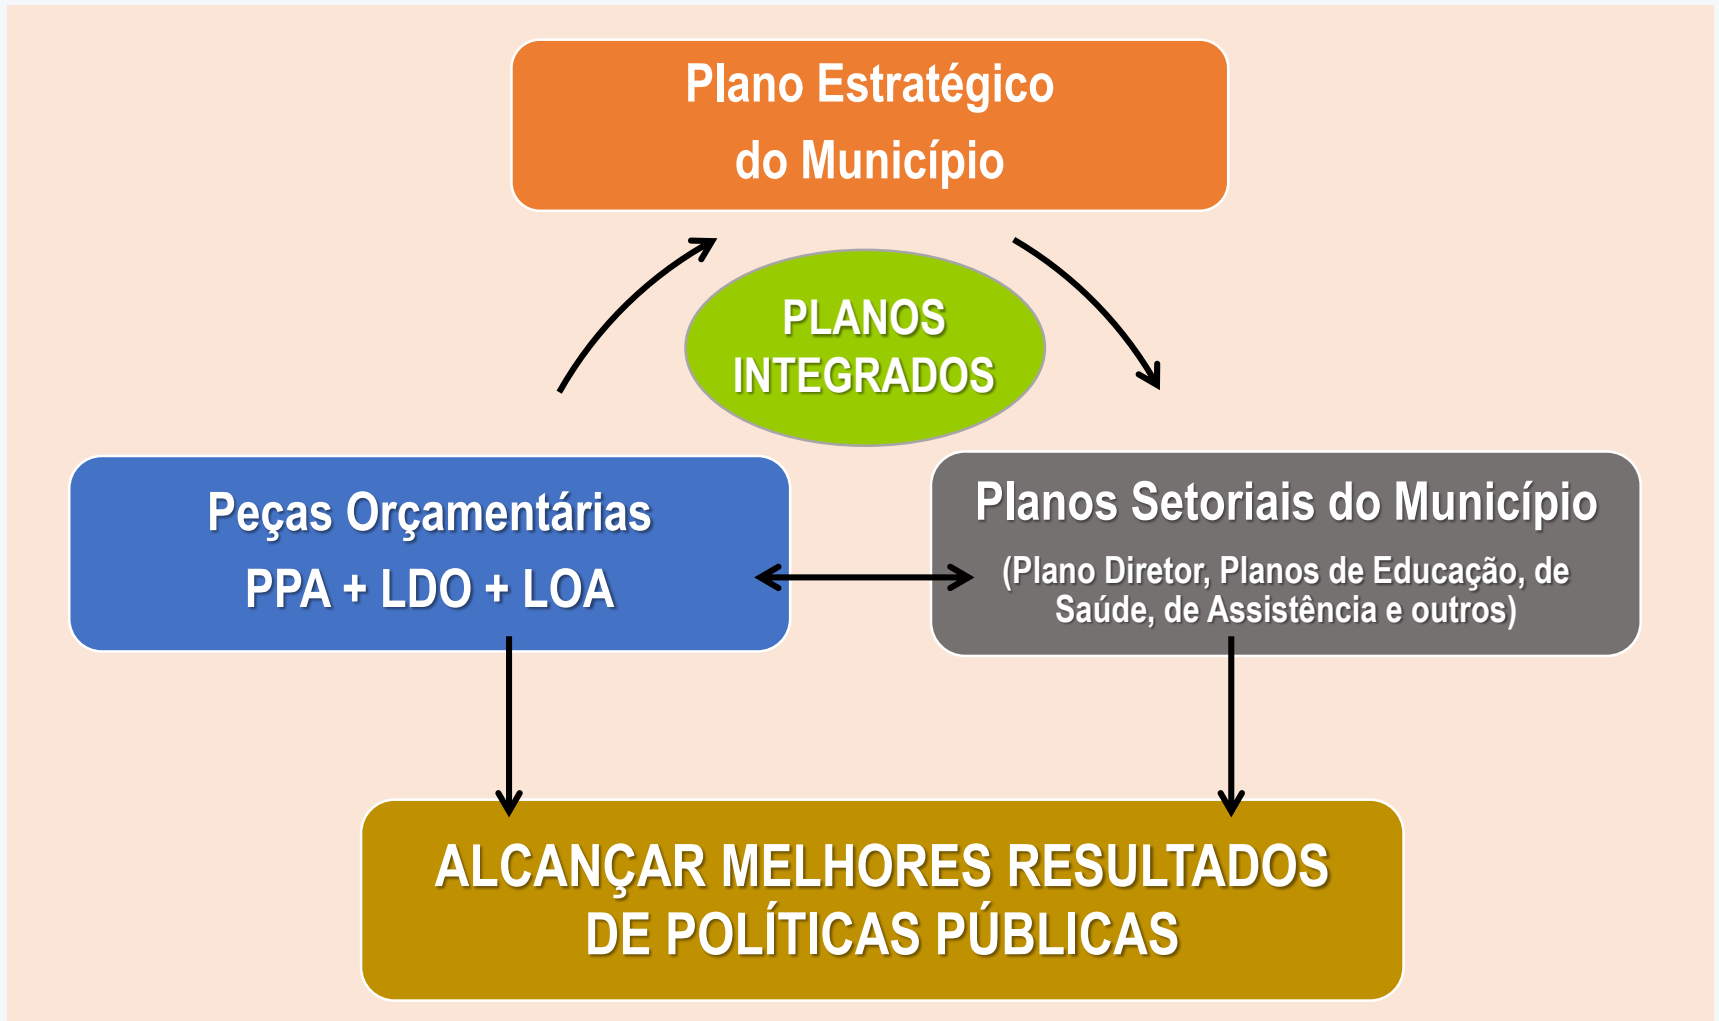 Plano Estratégico
do Município
PLANOS
INTEGRADOS
Peças Orçamentárias
PPA + LDO + LOA
Planos Setoriais do Município
(Plano Diretor, Planos de Educação, de
Saúde, de Assistência e outros)
ALCANÇAR MELHORES RESULTADOS
DE POLÍTICAS PÚBLICAS